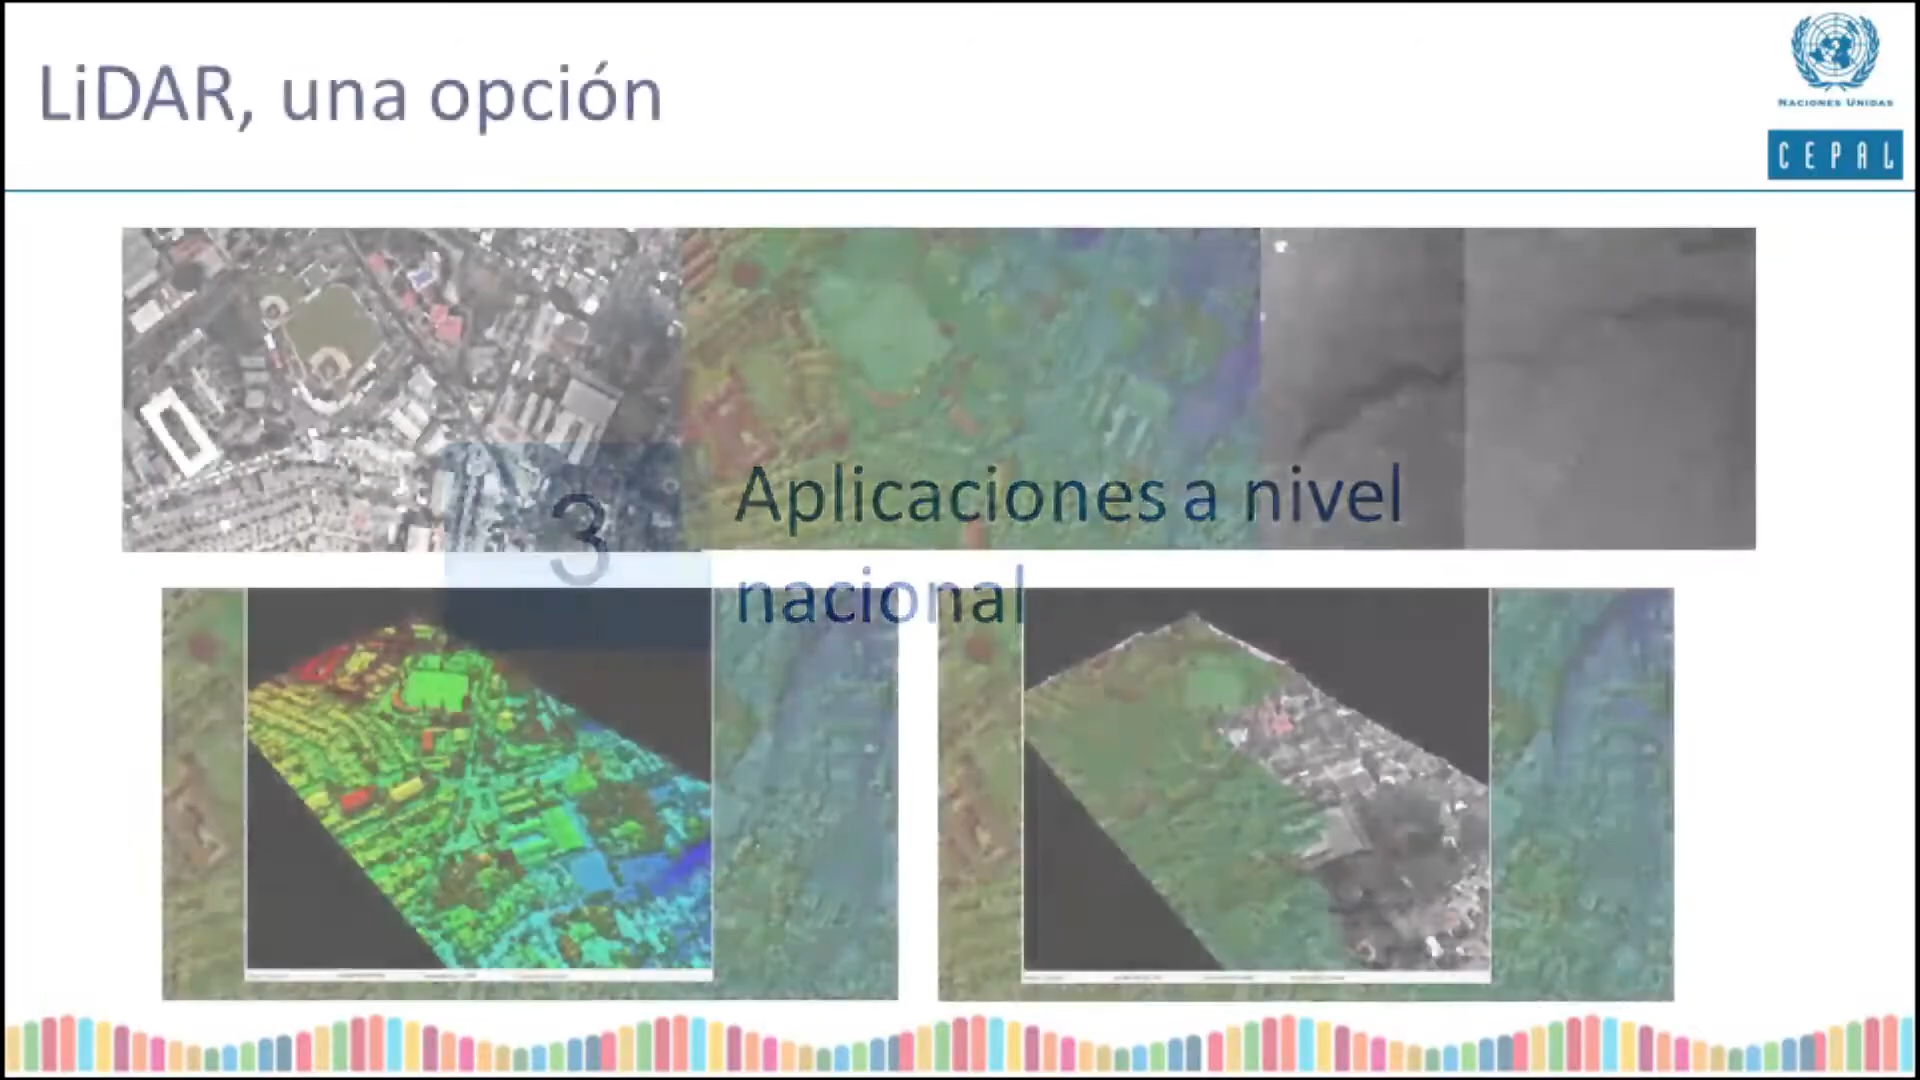 LiDAR, una opción
NACIONES UNIDAS
CEPAL
3
Aplicaciones a nivel
nacional